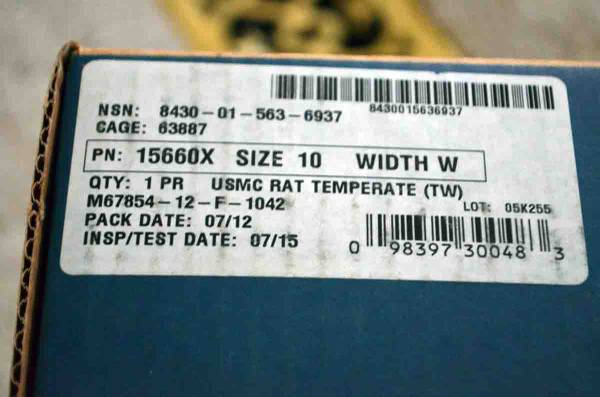 NSN: 8430-01-563-6937
8430015636937
CAGE: 63887
PN: 15660X SIZE 10 WIDTH W
QTY: 1 PR USMC RAT TEMPERATE (TW)
M67854-12-F-1042
LOT: 05K255
PACK DATE: 07/12
INSP/TEST DATE: 07/15
0 98397 30048 3